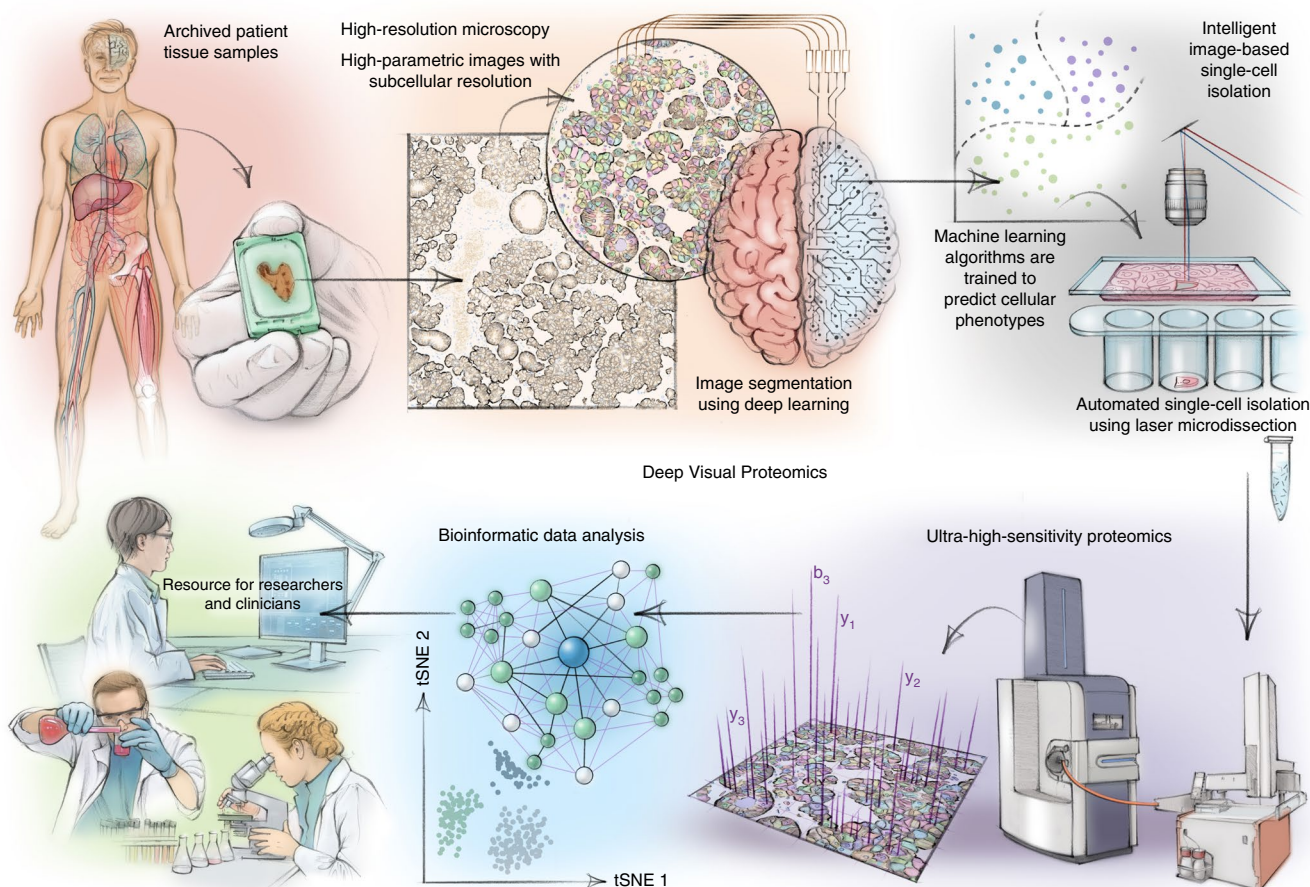 Archived patient
tissue samples
High-resolution microscopy
High-parametric images with
subcellular resolution
Image segmentation
using deep learning
Machine learning
algorithms are
trained to
predict cellular
phenotypes
Intelligent
image-based
single-cell
isolation
Automated single-cell isolation
using laser microdissection
Deep Visual Proteomics
Ultra-high-sensitivity proteomics
b3
y1
y2
y3
Bioinformatic data analysis
tSNE 2
tSNE 1
Resource for researchers
and clinicians